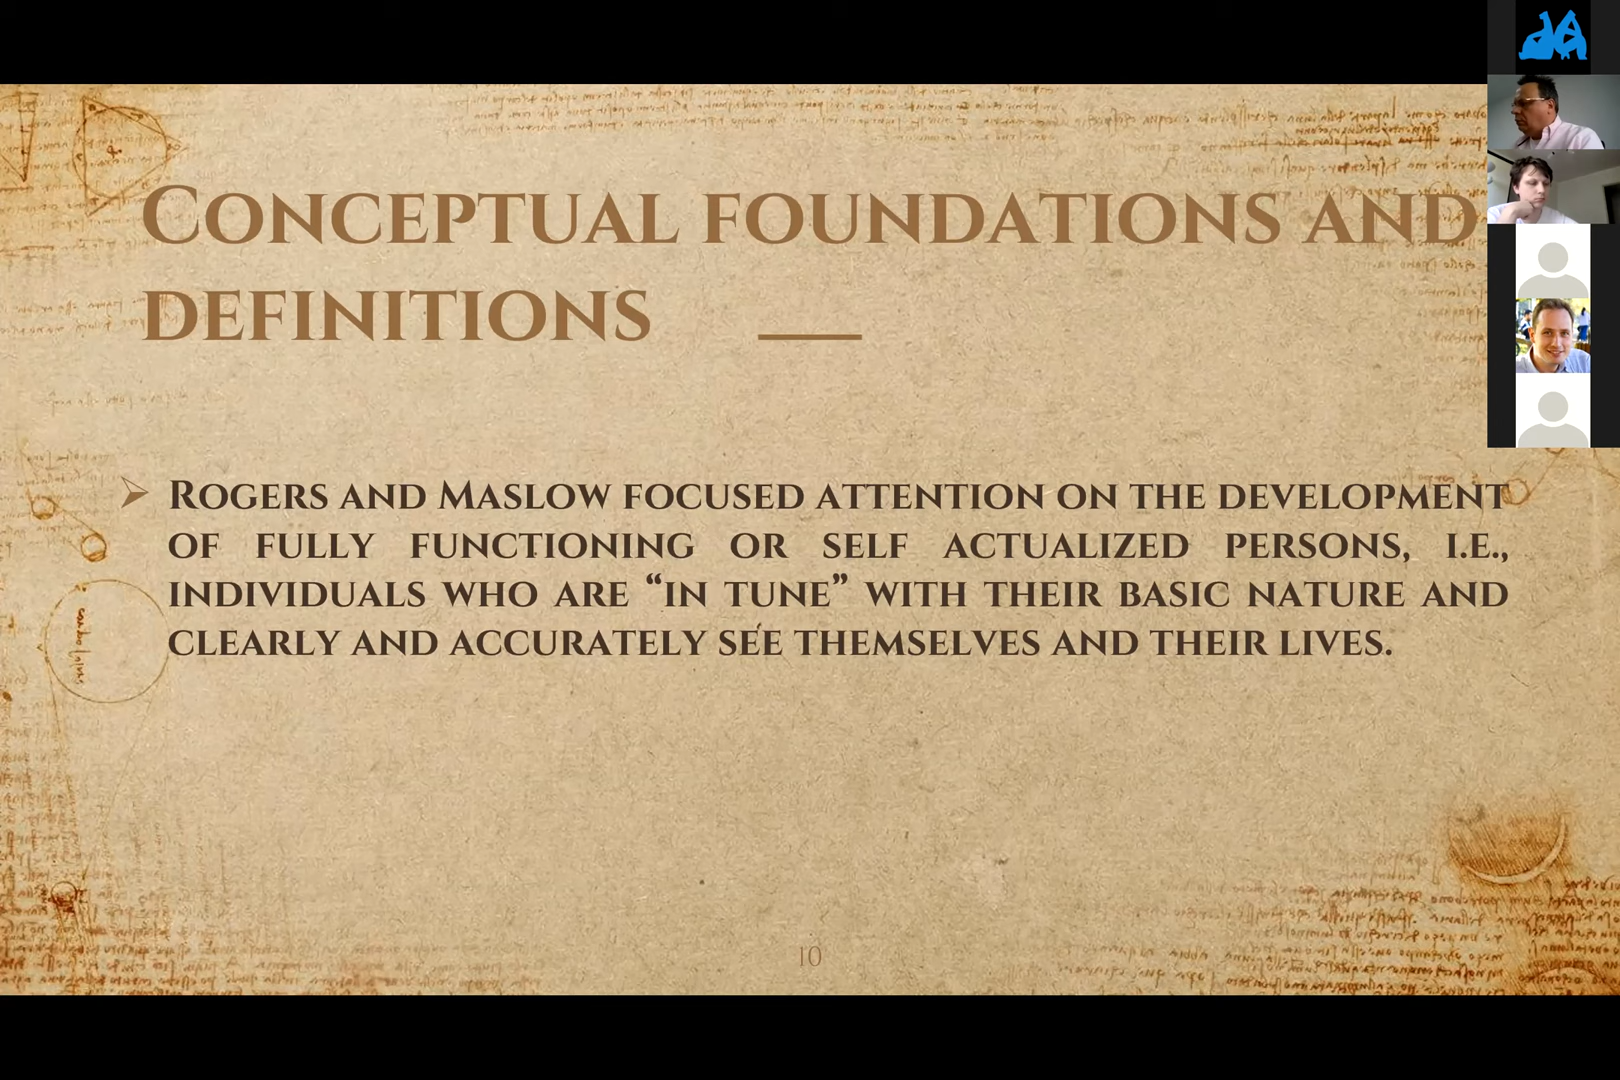 Conceptual foundations and
definitions
Rogers and Maslow focused attention on the development
of fully functioning or self actualized persons, i.e.,
individuals who are “in tune” with their basic nature and
clearly and accurately see themselves and their lives.
10